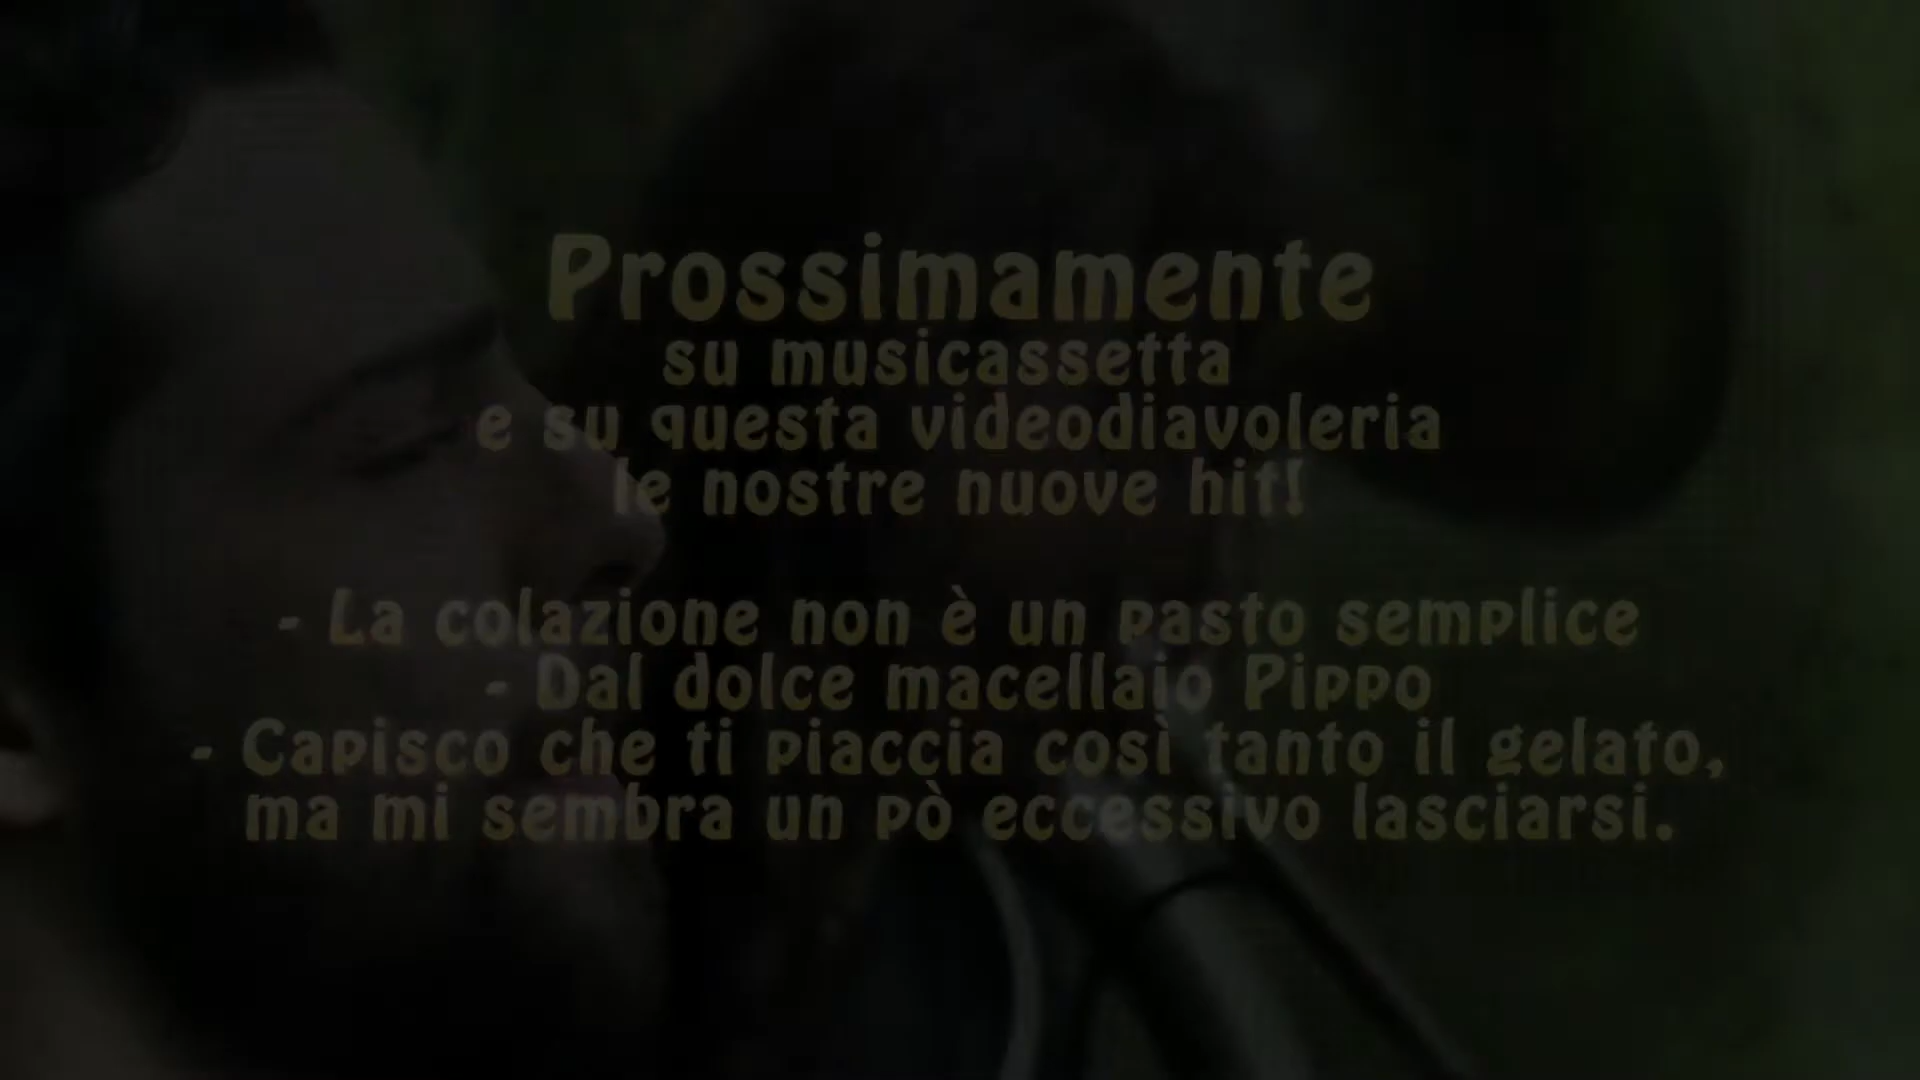 Prossimamente
su musicassetta
e su questa videodiavoleria
le nostre nuove hit!
- La colazione non è un pasto semplice
- Dal dolce macellaio Pippo
- Capisco che ti piaccia così tanto il gelato,
ma mi sembra un pò eccessivo lasciarsi.